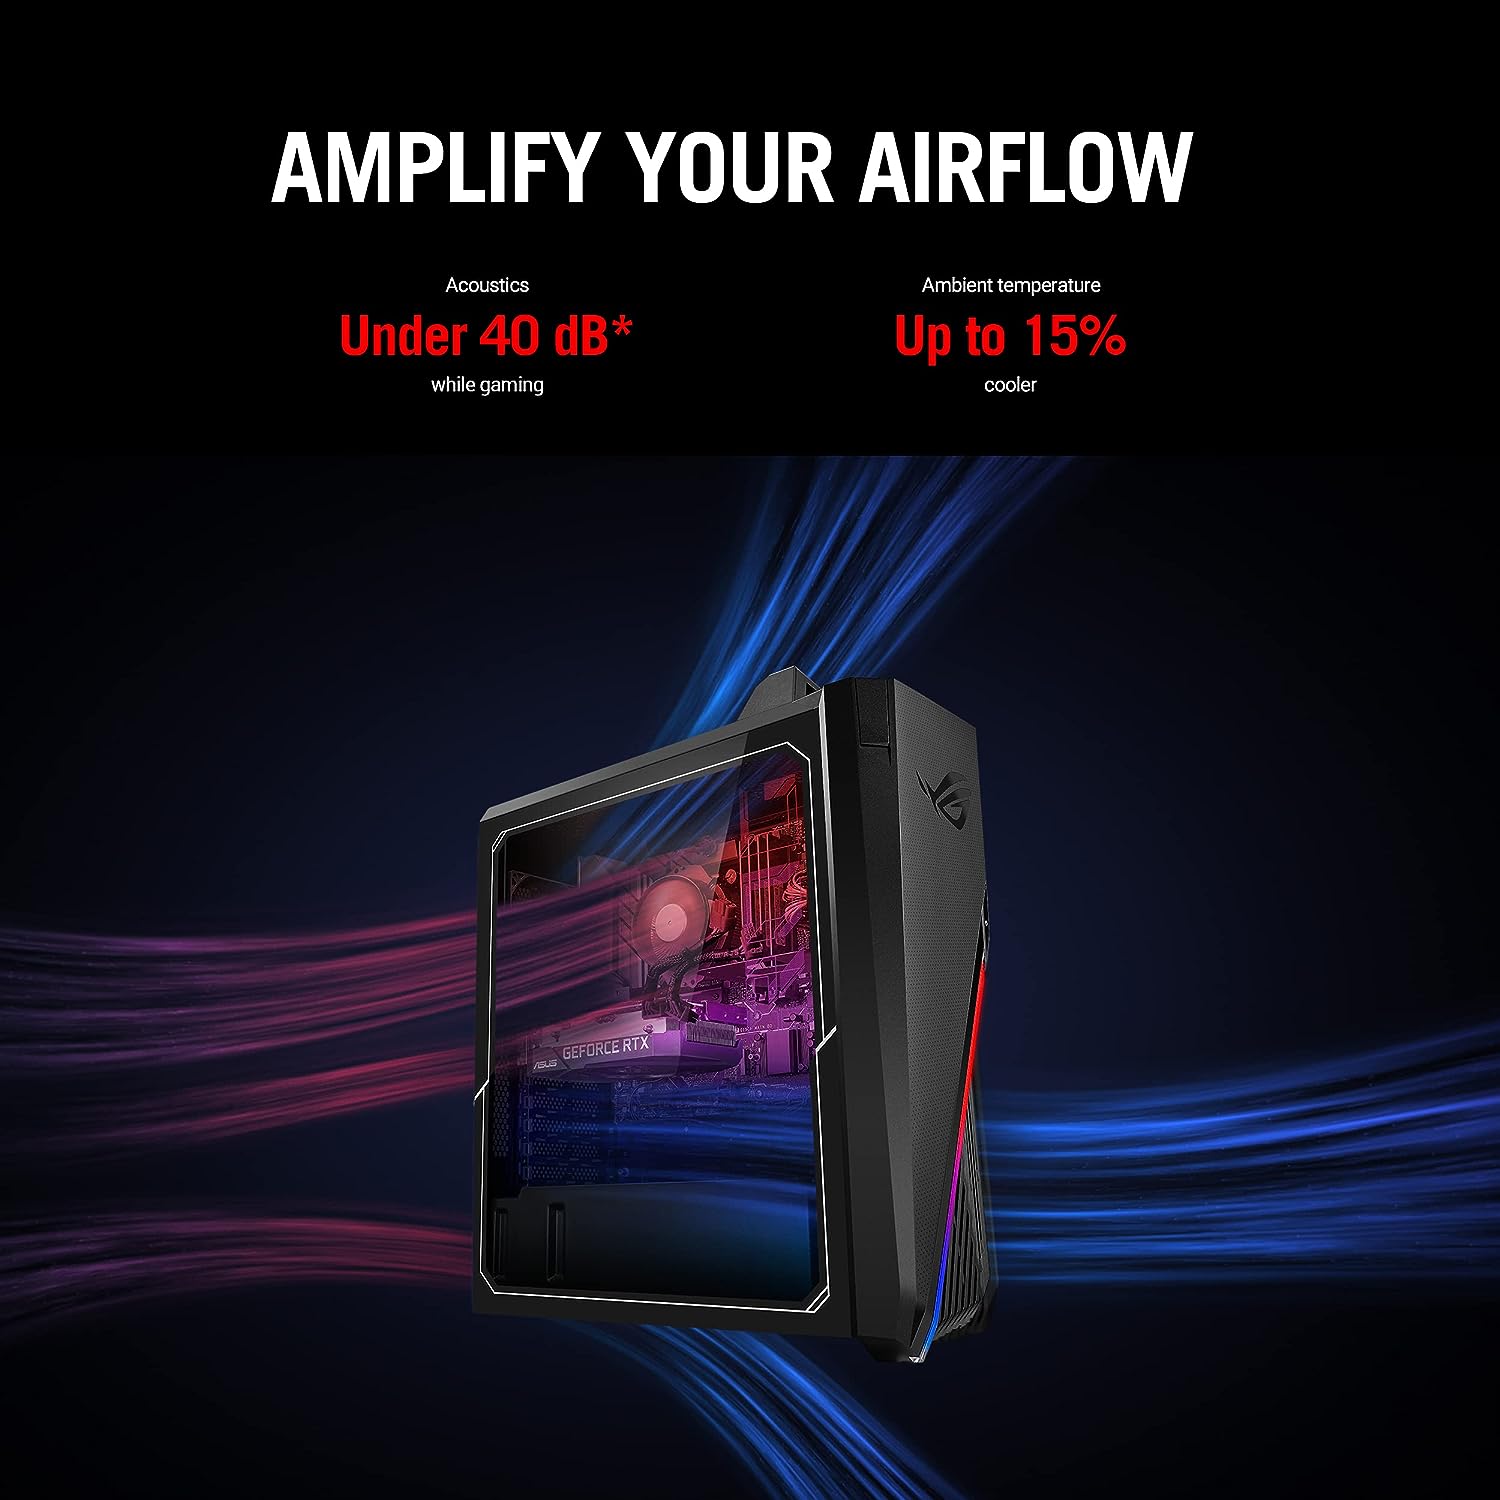 AMPLIFY YOUR AIRFLOW
Acoustics
Under 40 dB*
while gaming
Ambient temperature
Up to 15%
cooler
ASUS GEFORCE RTX